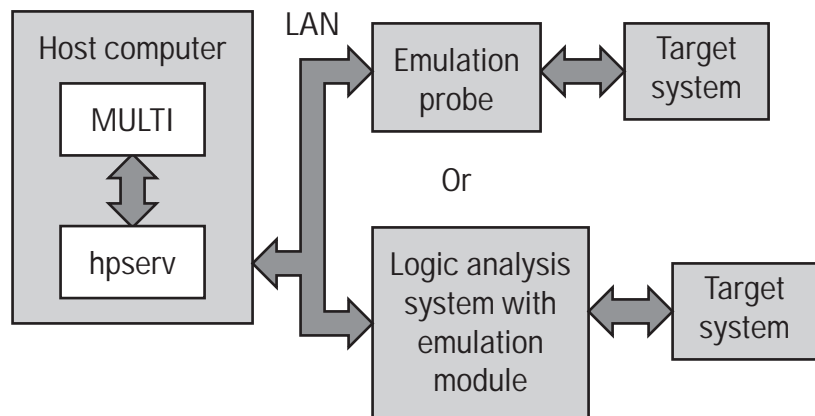 Host computer
MULTI
hpserv
LAN
Emulation
probe
Target
system
Or
Logic analysis
system with
emulation
module
Target
system